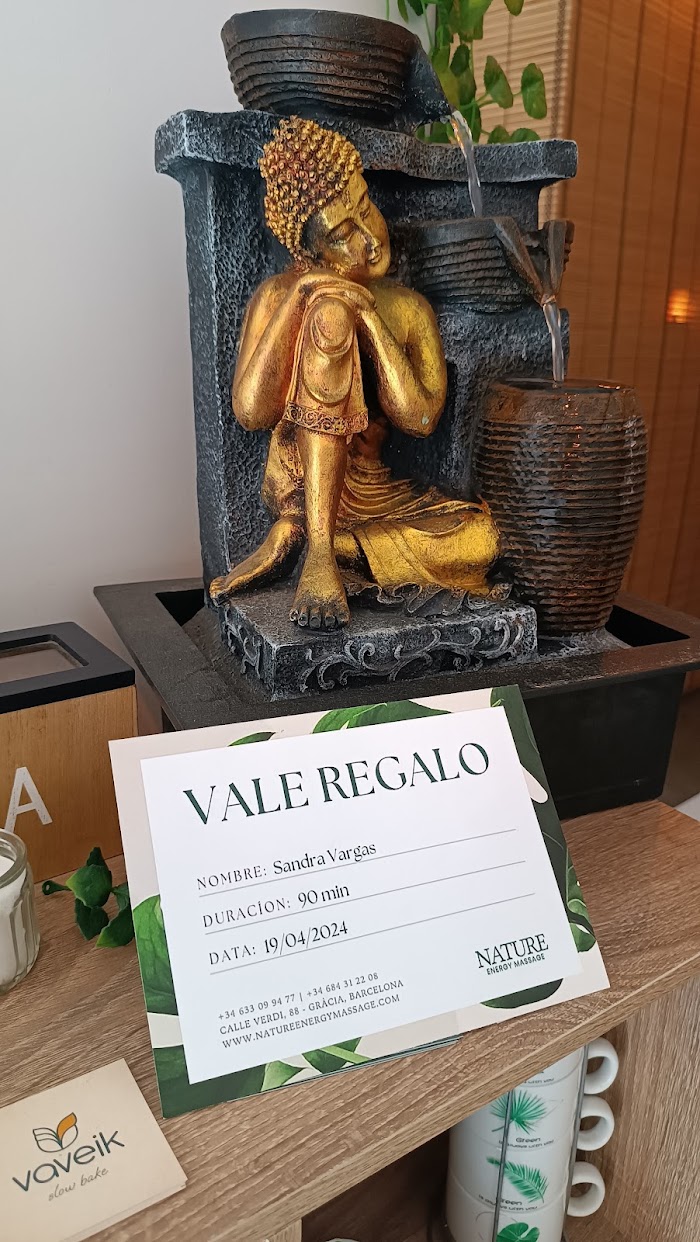 VALE REGALO
NOMBRE: Sandra Vargas
DURACÍON: 90 min
DATA: 19/04/2024
NATURE
ENERGY MASSAGE
+34 633 09 94 77 | +34 684 31 22 08
CALLE VERDI, 88 - GRÀCIA, BARCELONA
WWW.NATUREENERGYMASSAGE.COM
A
vaveik
slow bake
Green
Green